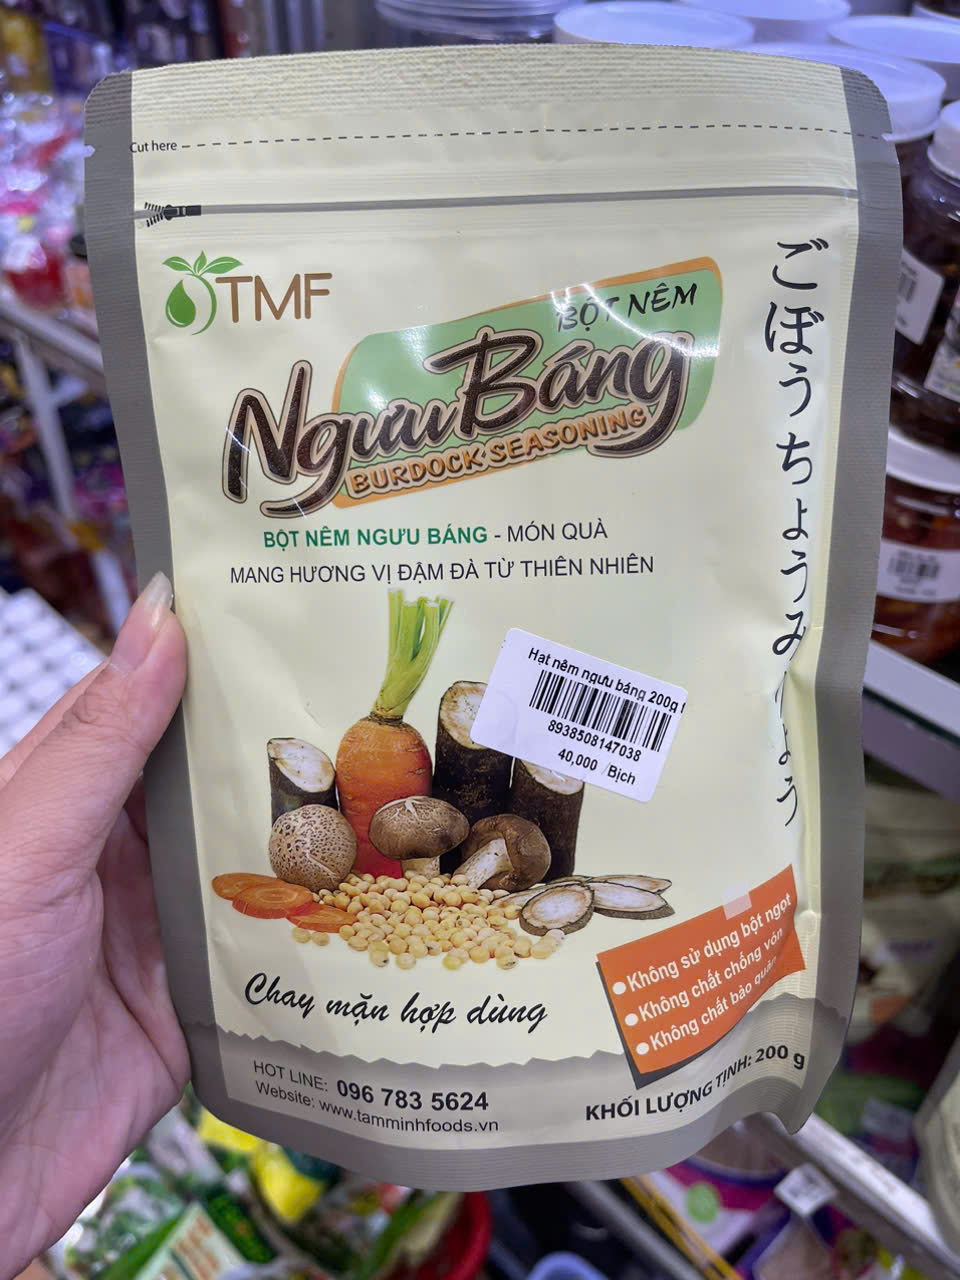 Cut here
TMF
BỘT NÊM
Ngưu Báng
BURDOCK SEASONING
BỘT NÊM NGƯU BÁNG - MÓN QUÀ
MANG HƯƠNG VỊ ĐẬM ĐÀ TỪ THIÊN NHIÊN
ごぼうちょうみ
Hạt nêm ngưu báng 200g
8938508147038
40,000 /Bịch
Không sử dụng bột ngọt
Không chất chống vón
Không chất bảo quản
Chay mặn hợp dùng
HOT LINE: 096 783 5624
Website: www.tamminhfoods.vn
KHỐI LƯỢNG TỊNH: 200 g